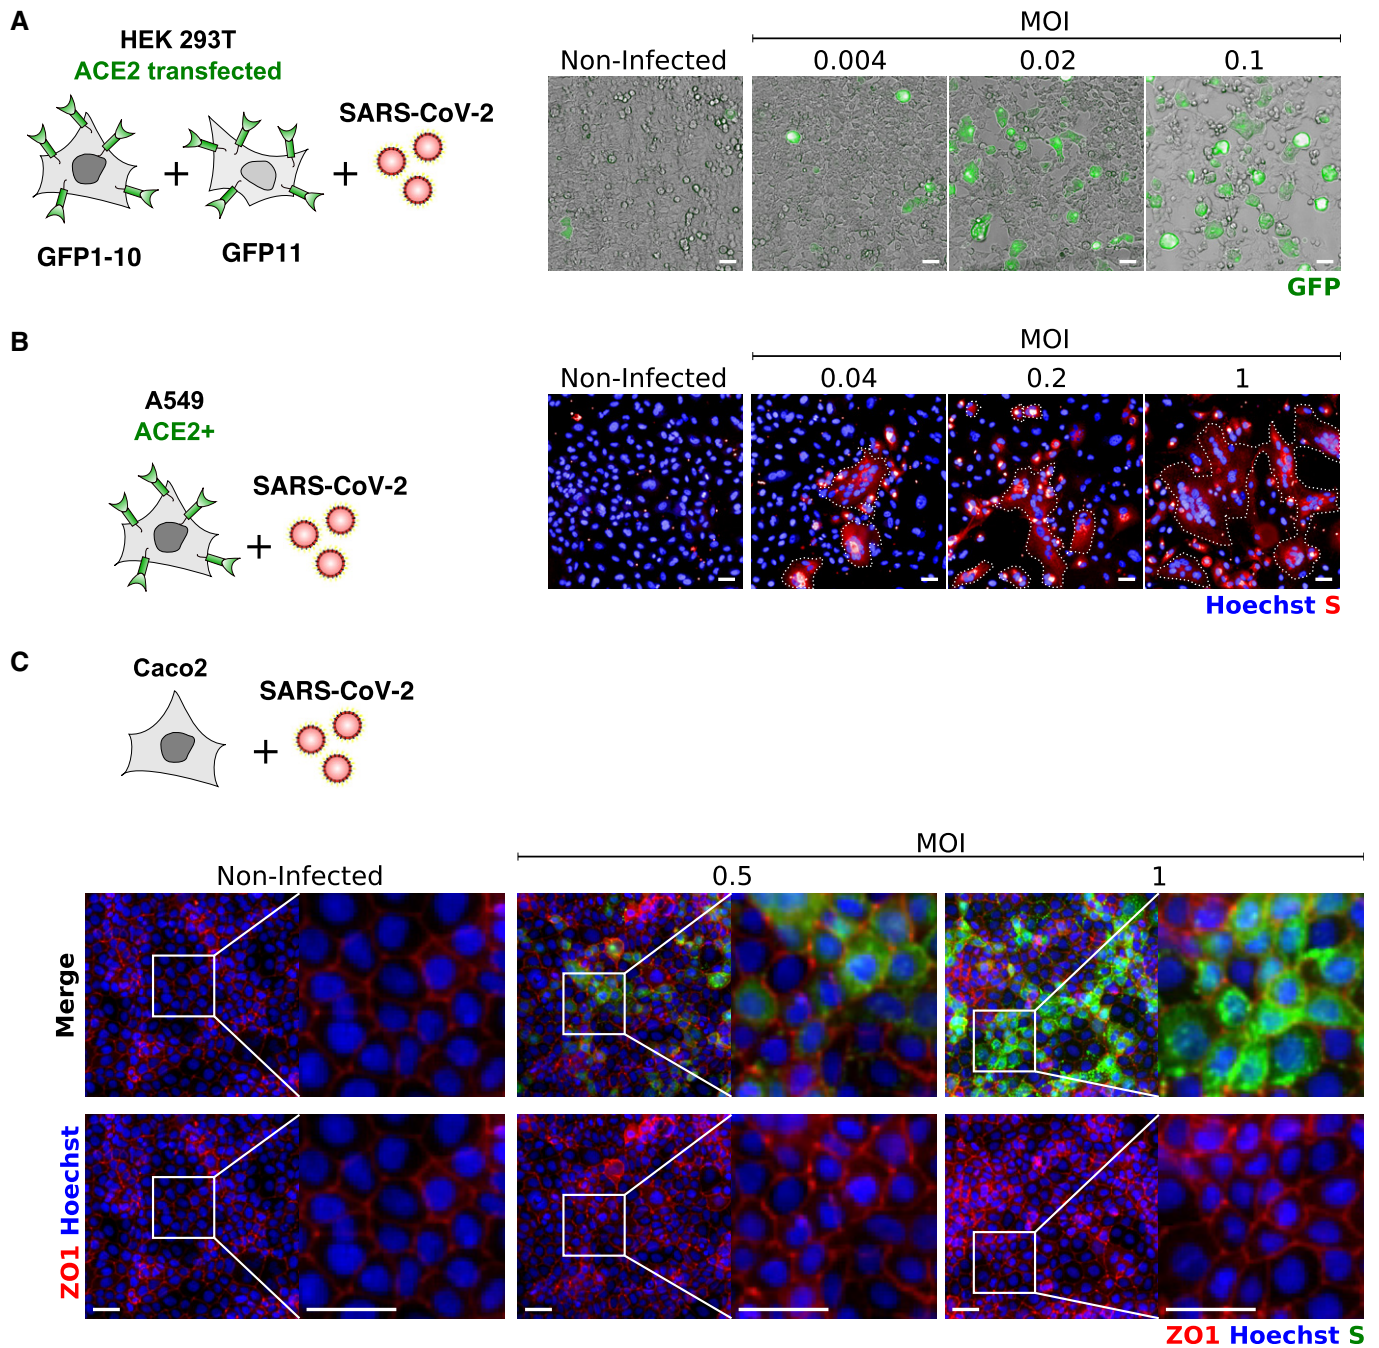 A
HEK 293T
ACE2 transfected
SARS-CoV-2
+
+
GFP1-10
GFP11
MOI
Non-Infected
0.004
0.02
0.1
GFP
B
A549
ACE2+
SARS-CoV-2
+
MOI
Non-Infected
0.04
0.2
1
Hoechst S
C
Caco2
SARS-CoV-2
+
MOI
Non-Infected
0.5
1
Merge
ZO1 Hoechst
ZO1 Hoechst S